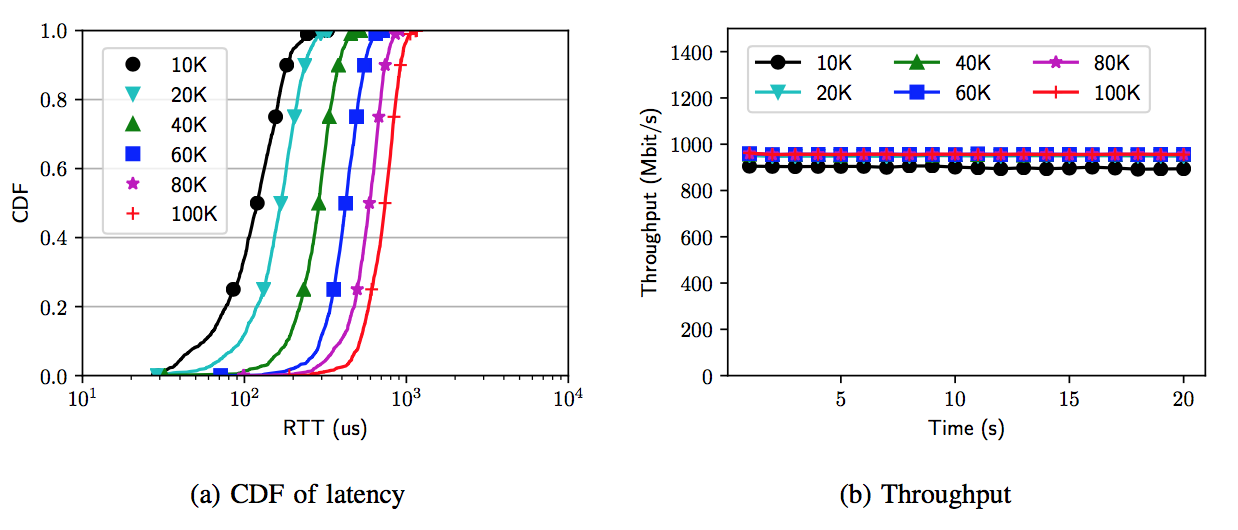 CDF
1.0
0.8
0.6
0.4
0.2
0.0
10K
20K
40K
60K
80K
100K
10¹ 10² 10³ 10⁴
RTT (us)
(a) CDF of latency
Throughput (Mbit/s)
1400
1200
1000
800
600
400
200
0
10K 40K 80K
20K 60K 100K
5 10 15 20
Time (s)
(b) Throughput